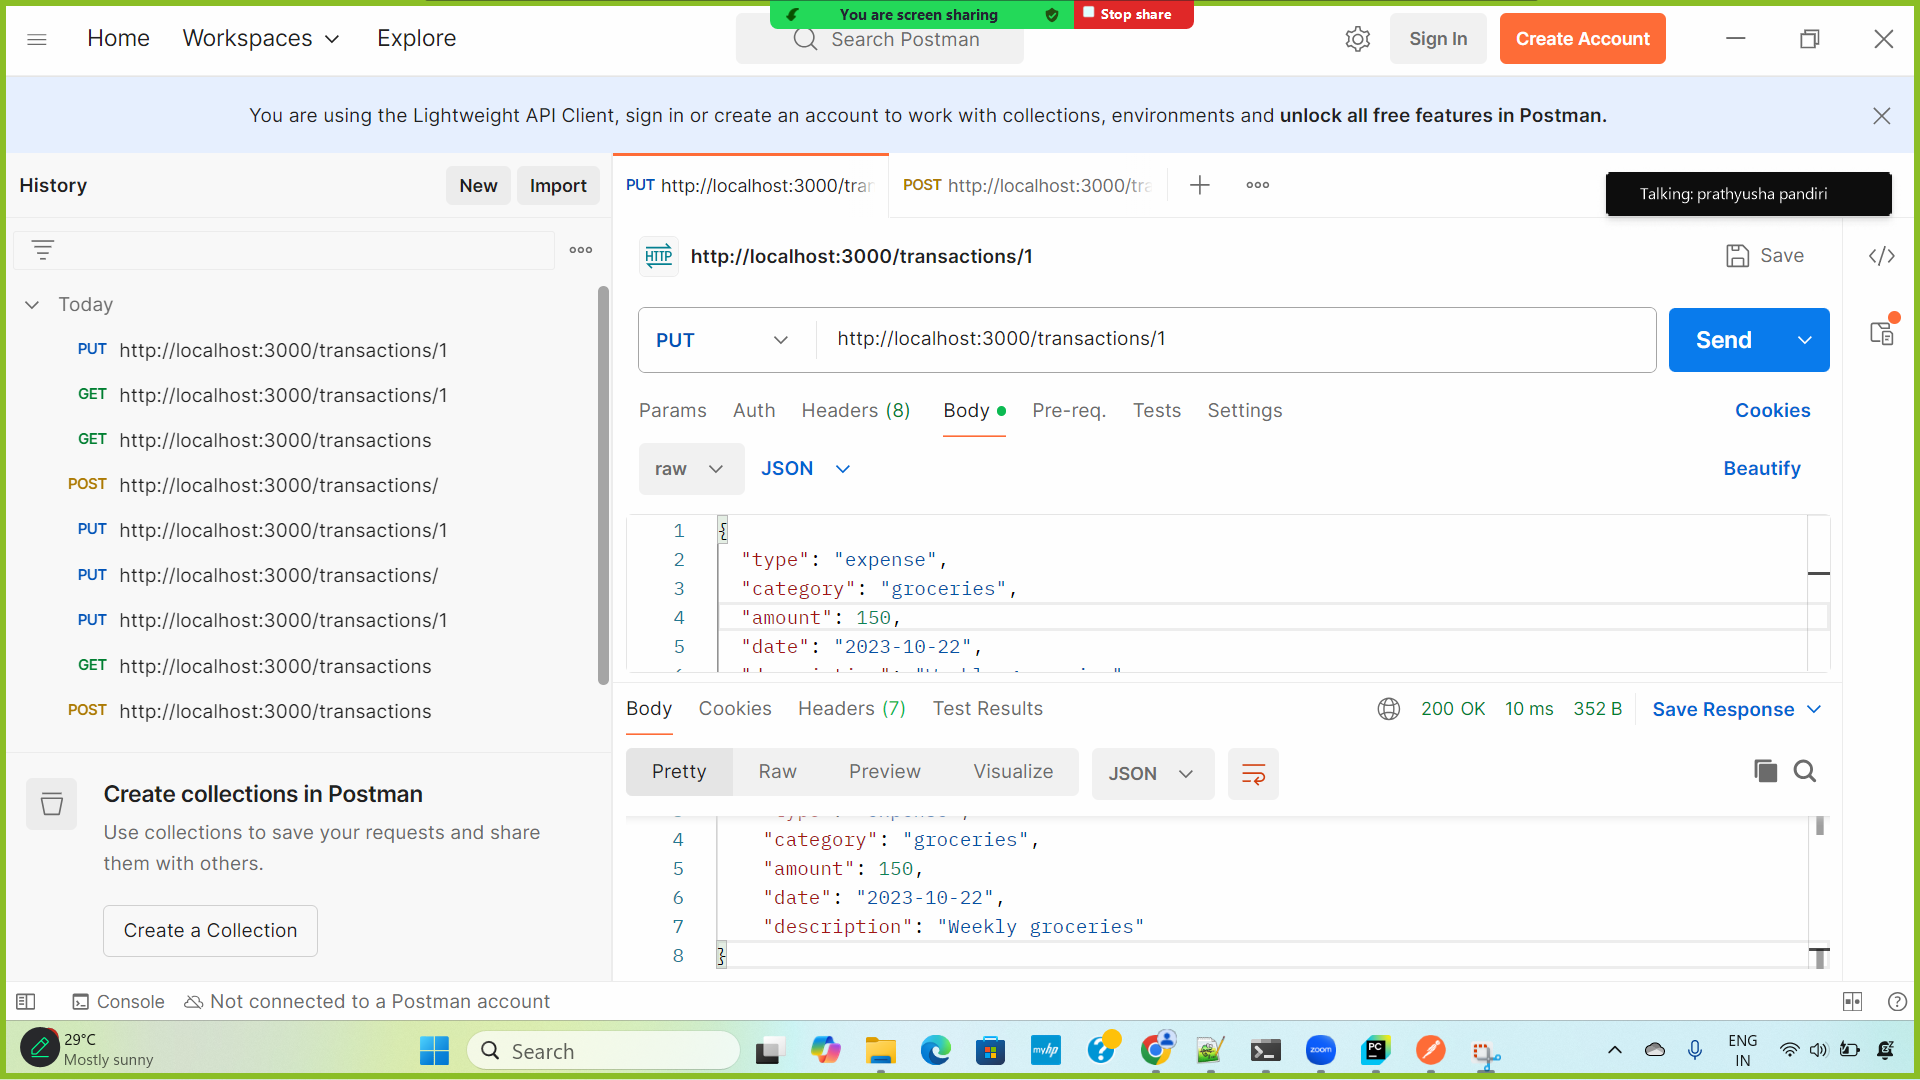 You are screen sharing
Stop share
Home
Workspaces
Explore
Search Postman
Sign In
Create Account
You are using the Lightweight API Client, sign in or create an account to work with collections, environments and unlock all free features in Postman.
History
New
Import
PUT http://localhost:3000/tran
POST http://localhost:3000/tra
Talking: prathyusha pandiri
HTTP
http://localhost:3000/transactions/1
Save
Today
PUT http://localhost:3000/transactions/1
GET http://localhost:3000/transactions/1
GET http://localhost:3000/transactions
POST http://localhost:3000/transactions/
PUT http://localhost:3000/transactions/1
PUT http://localhost:3000/transactions/
PUT http://localhost:3000/transactions/1
GET http://localhost:3000/transactions
POST http://localhost:3000/transactions
PUT
http://localhost:3000/transactions/1
Send
Params
Auth
Headers (8)
Body
Pre-req.
Tests
Settings
Cookies
raw
JSON
Beautify
1 {
2 "type": "expense",
3 "category": "groceries",
4 "amount": 150,
5 "date": "2023-10-22",
Body
Cookies
Headers (7)
Test Results
200 OK
10 ms
352 B
Save Response
Pretty
Raw
Preview
Visualize
JSON
4 "category": "groceries",
5 "amount": 150,
6 "date": "2023-10-22",
7 "description": "Weekly groceries"
8 }
Create collections in Postman
Use collections to save your requests and share
them with others.
Create a Collection
Console
Not connected to a Postman account
29°C
Mostly sunny
Search
myhp
zoom
PC
ENG
IN